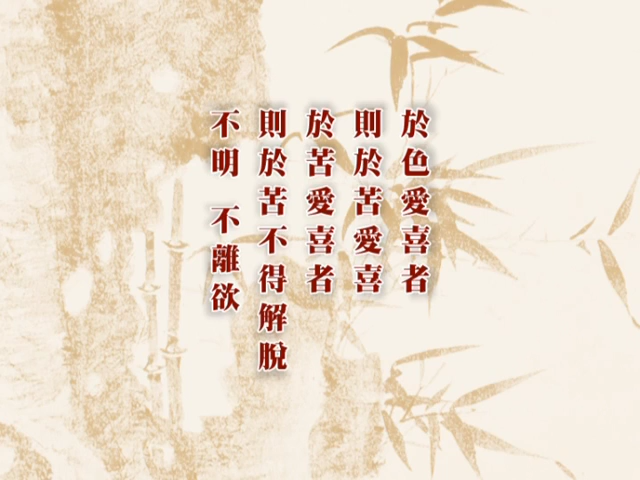 於色愛喜者
則於苦愛喜
於苦愛喜者
則於苦不得解脫
不明 不離欲